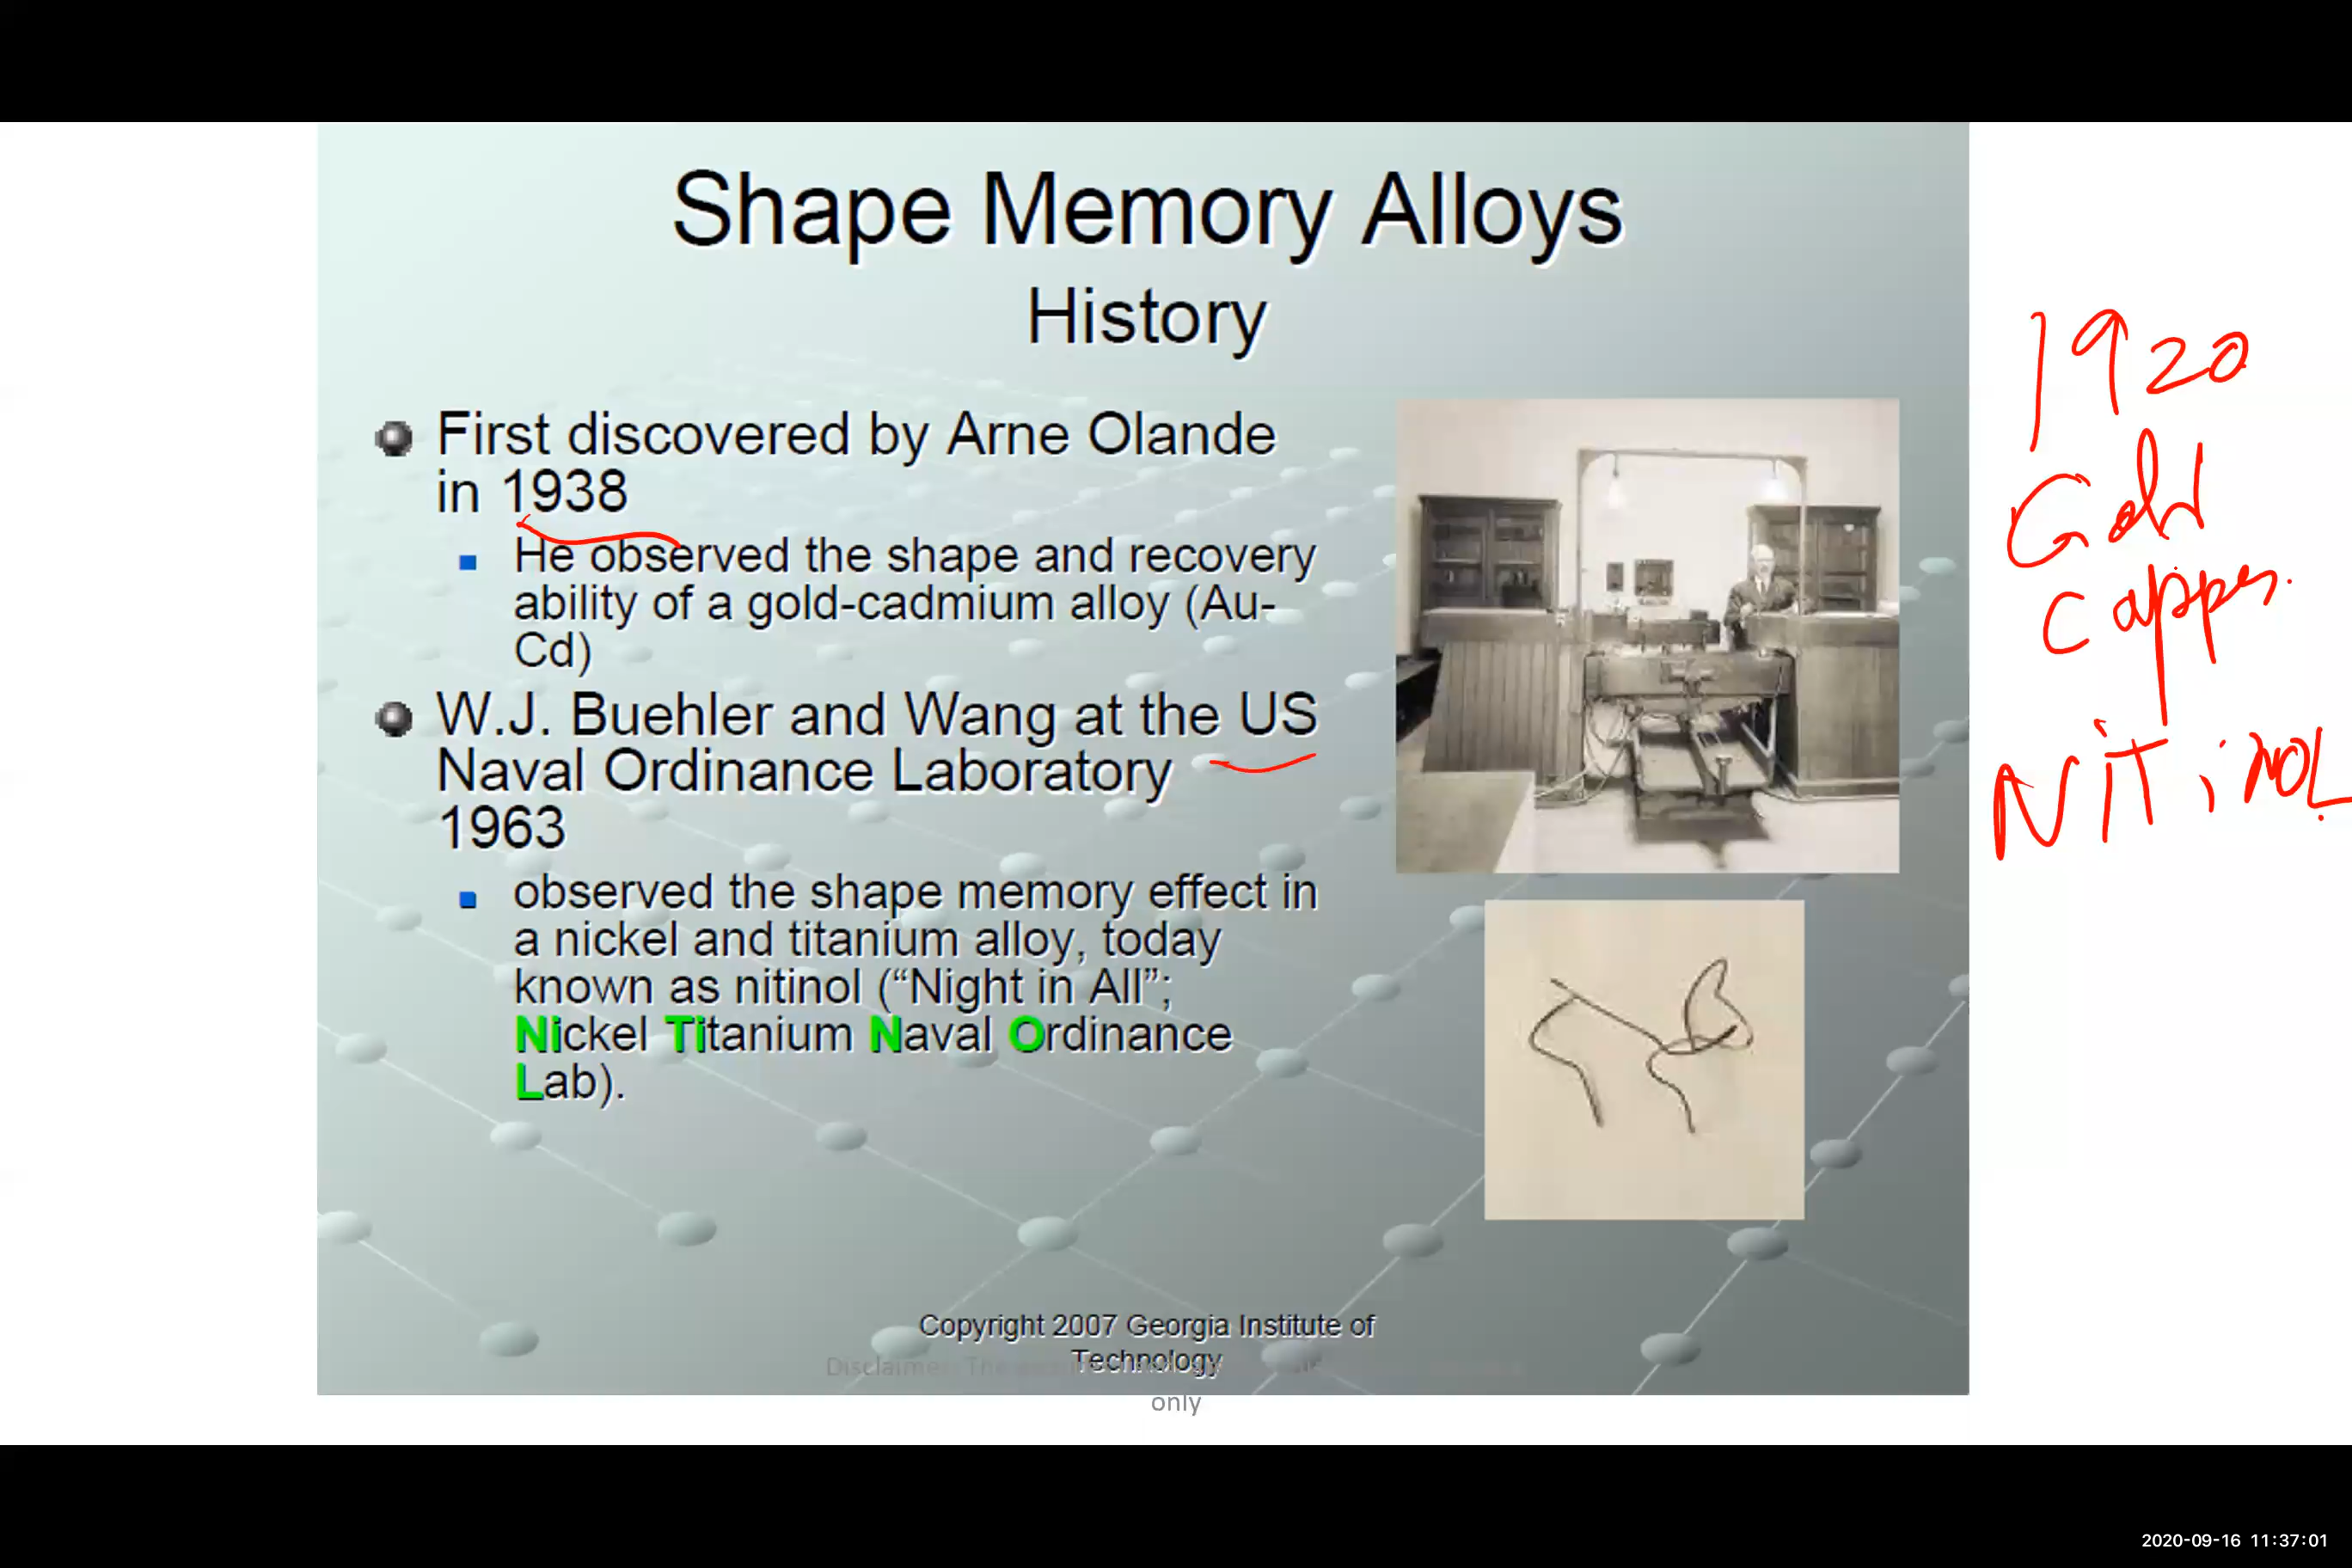 Shape Memory Alloys
History
First discovered by Arne Olande
in 1938
He observed the shape and recovery
ability of a gold-cadmium alloy (Au-
Cd)
W.J. Buehler and Wang at the US
Naval Ordinance Laboratory
1963
observed the shape memory effect in
a nickel and titanium alloy, today
known as nitinol (“Night in All”;
Nickel Titanium Naval Ordinance
Lab).
Copyright 2007 Georgia Institute of
Technology
Disclaimer: The
only
1920
Gold
Copper.
NiTinOL
2020-09-16 11:37:01